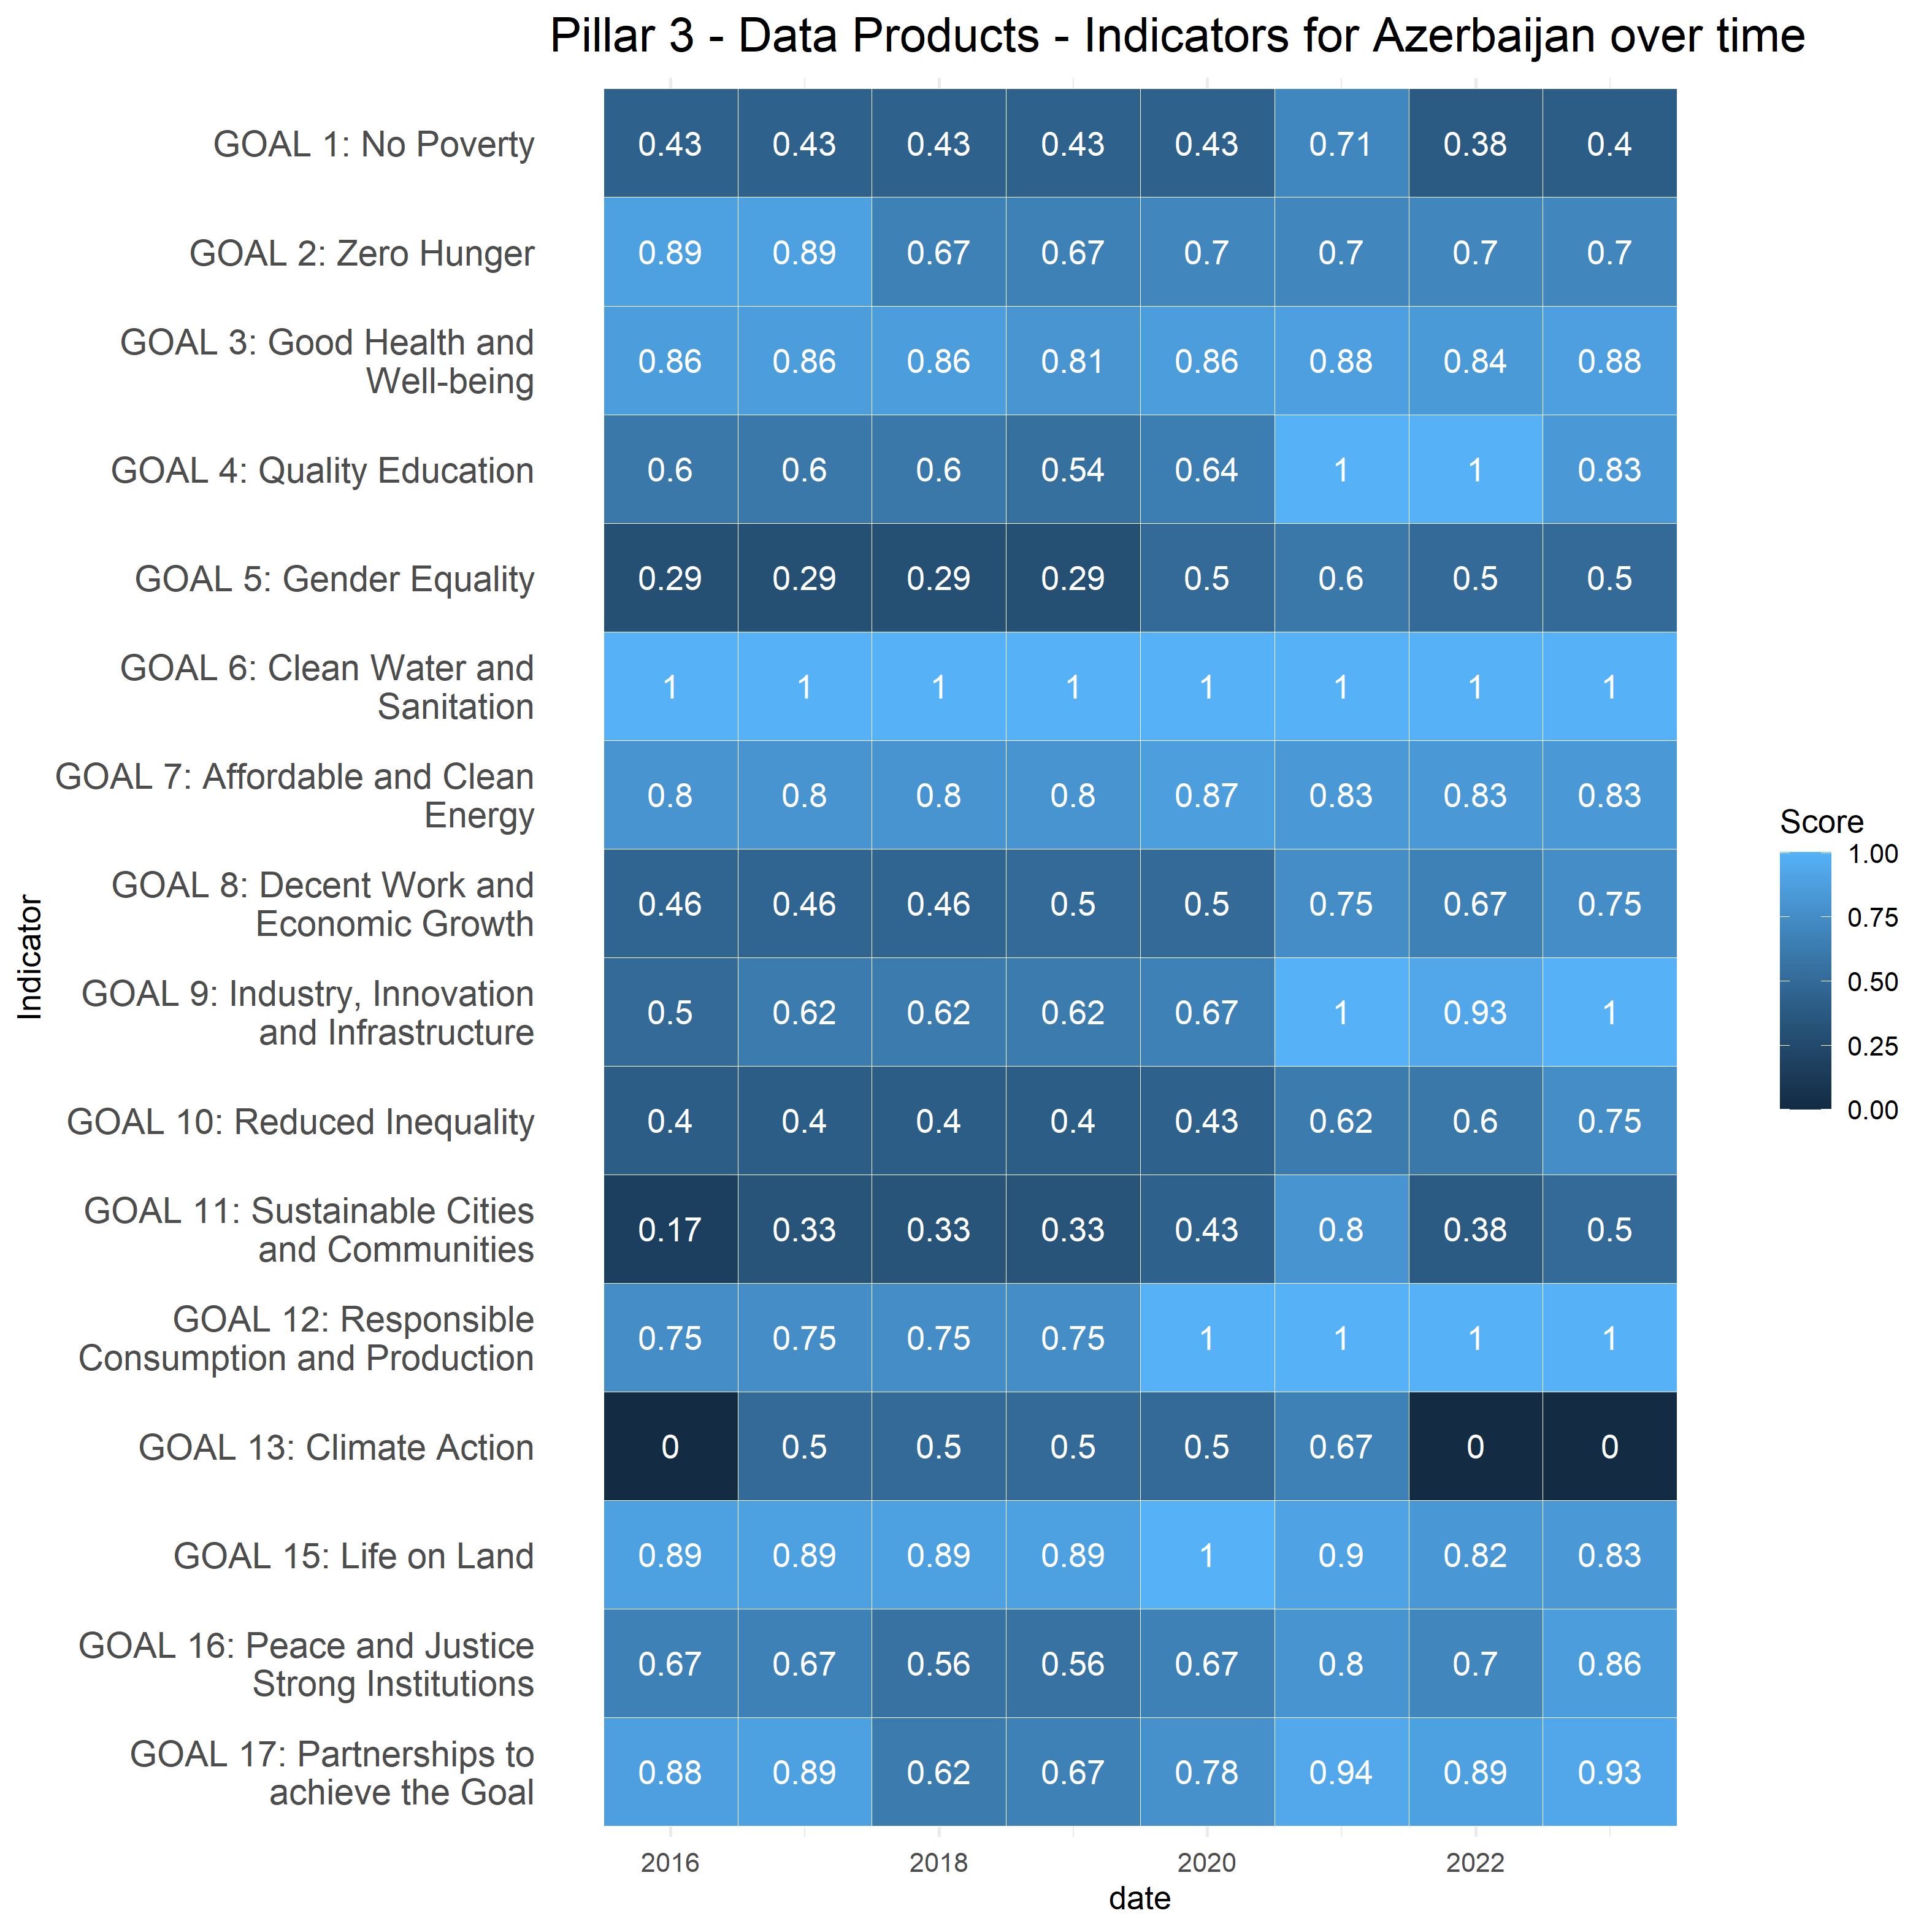 Pillar 3 - Data Products - Indicators for Azerbaijan over time
GOAL 1: No Poverty
0.43 0.43 0.43 0.43 0.43 0.71 0.38 0.4
GOAL 2: Zero Hunger
0.89 0.89 0.67 0.67 0.7 0.7 0.7 0.7
GOAL 3: Good Health and
Well-being
0.86 0.86 0.86 0.81 0.86 0.88 0.84 0.88
GOAL 4: Quality Education
0.6 0.6 0.6 0.54 0.64 1 1 0.83
GOAL 5: Gender Equality
0.29 0.29 0.29 0.29 0.5 0.6 0.5 0.5
GOAL 6: Clean Water and
Sanitation
1 1 1 1 1 1 1 1
GOAL 7: Affordable and Clean
Energy
0.8 0.8 0.8 0.8 0.87 0.83 0.83 0.83
GOAL 8: Decent Work and
Economic Growth
0.46 0.46 0.46 0.5 0.5 0.75 0.67 0.75
GOAL 9: Industry, Innovation
and Infrastructure
0.5 0.62 0.62 0.62 0.67 1 0.93 1
GOAL 10: Reduced Inequality
0.4 0.4 0.4 0.4 0.43 0.62 0.6 0.75
GOAL 11: Sustainable Cities
and Communities
0.17 0.33 0.33 0.33 0.43 0.8 0.38 0.5
GOAL 12: Responsible
Consumption and Production
0.75 0.75 0.75 0.75 1 1 1 1
GOAL 13: Climate Action
0 0.5 0.5 0.5 0.5 0.67 0 0
GOAL 15: Life on Land
0.89 0.89 0.89 0.89 1 0.9 0.82 0.83
GOAL 16: Peace and Justice
Strong Institutions
0.67 0.67 0.56 0.56 0.67 0.8 0.7 0.86
GOAL 17: Partnerships to
achieve the Goal
0.88 0.89 0.62 0.67 0.78 0.94 0.89 0.93
2016 2018 2020 2022
date
Indicator
Score
1.00
0.75
0.50
0.25
0.00